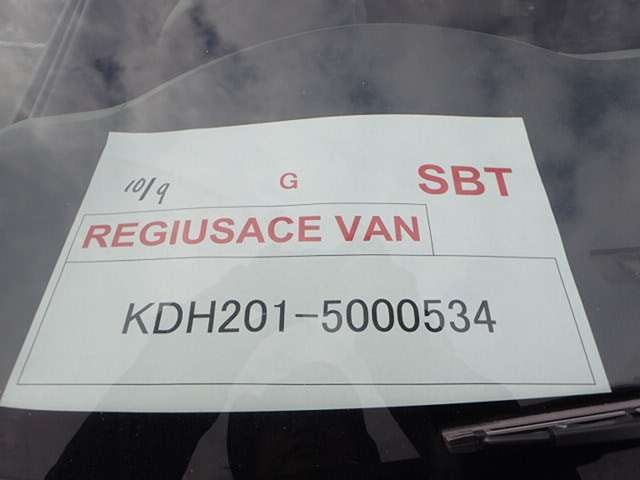 10/9 G SBT
REGIUSACE VAN
KDH201-5000534